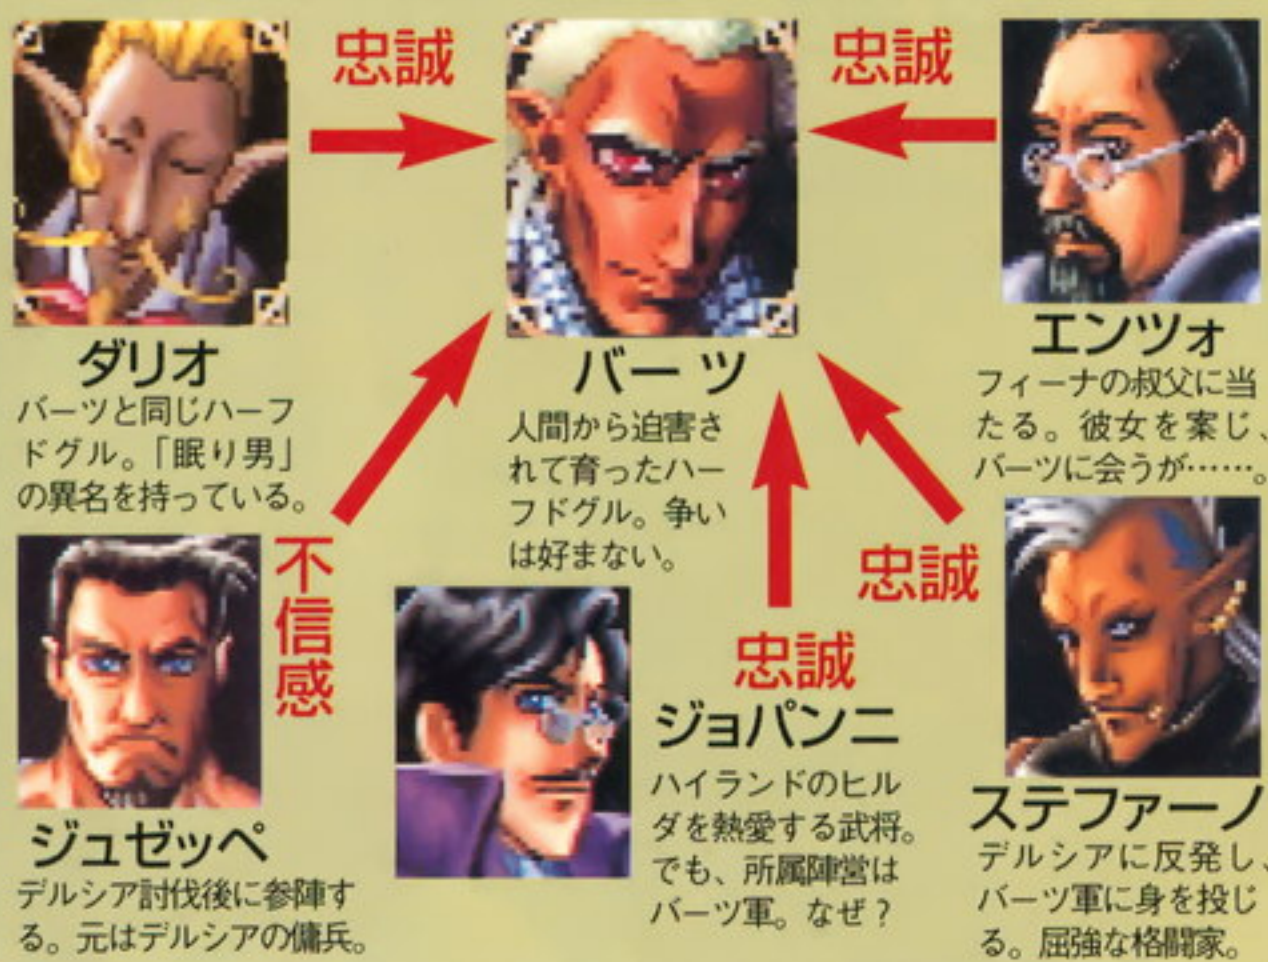 忠誠
忠誠
ダリオ
バーツと同じハーフ
ドグル。「眠り男」
の異名を持っている。
バーツ
人間から迫害さ
れて育ったハー
フドグル。争い
は好まない。
エンツォ
フィーナの叔父に当
たる。彼女を案じ、
バーツに会うが……。
不信感
忠誠
忠誠
ジュゼッペ
デルシア討伐後に参陣す
る。元はデルシアの傭兵。
ジョパンニ
ハイランドのヒル
ダを熱愛する武将。
でも、所属陣営は
バーツ軍。なぜ？
ステファーノ
デルシアに反発し、
バーツ軍に身を投じ
る。屈強な格闘家。